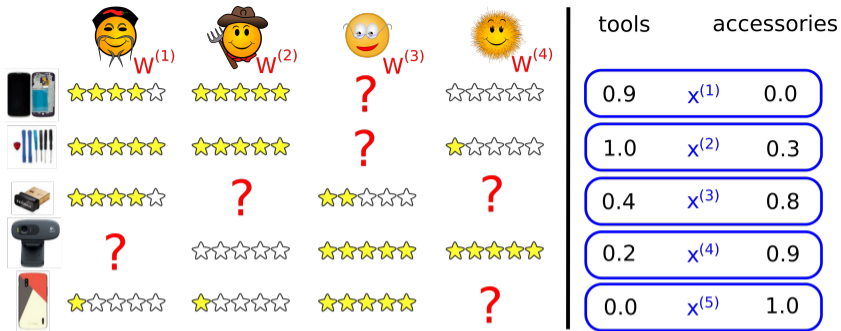 tools accessories
W(1) W(2) W(3) W(4)
? 0.9 x(1) 0.0
? 1.0 x(2) 0.3
? ? 0.4 x(3) 0.8
? 0.2 x(4) 0.9
? 0.0 x(5) 1.0